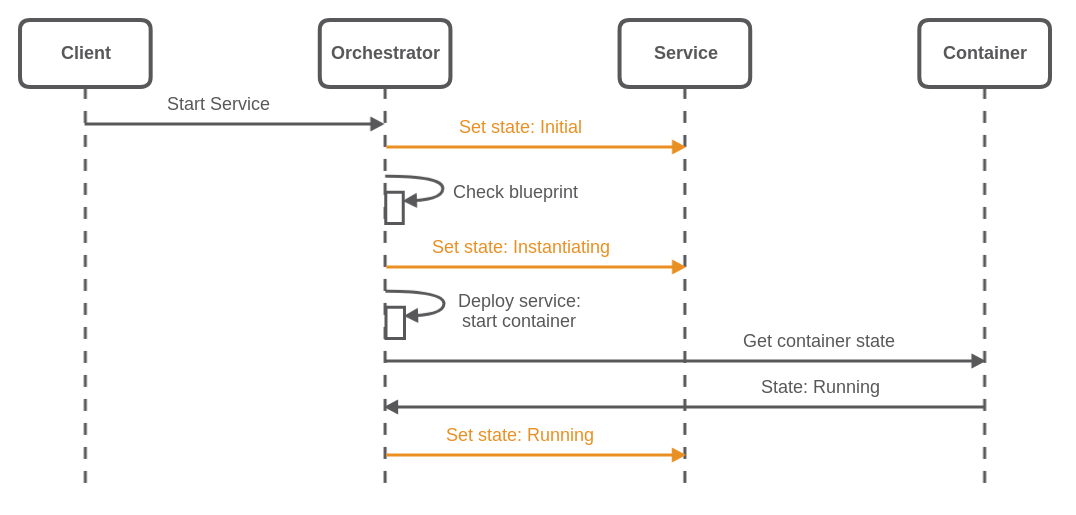 Client
Orchestrator
Service
Container
Start Service
Set state: Initial
Check blueprint
Set state: Instantiating
Deploy service:
start container
Get container state
State: Running
Set state: Running